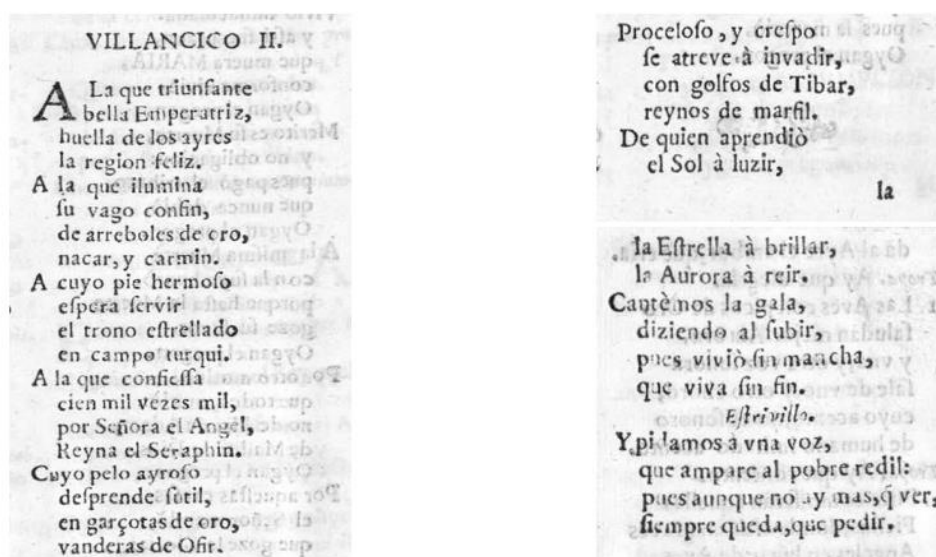 VILLANCICO II.
A La que triunfante
bella Emperatriz,
huella de los ayres
la region feliz.
A la que ilumina
ſu vago confin,
de arreboles de oro,
nacar, y carmin.
A cuyo pie hermoſo
eſpera ſervir
el trono eſtrellado
en campo turqui.
A la que confieſſa
cien mil vezes mil,
por Señora el Angel,
Reyna el Seraphin.
Cuyo pelo ayroſo
deſprende ſutil,
en garçotas de oro,
vanderas de Ofir.
Proceloſo, y creſpo
ſe atreve à invadir,
con golfos de Tibar,
reynos de marfil.
De quien aprendiò
el Sol à luzir,
la
la Eſtrella à brillar,
la Aurora à reir.
Cantèmos la gala,
diziendo al ſubir,
pues viviò ſin mancha,
que viva ſin fin.
Eſtrivillo.
Y pidamos à vna voz,
que ampare al pobre redil:
pues aunque no ay mas, q̃ ver,
ſiempre queda, que pedir.